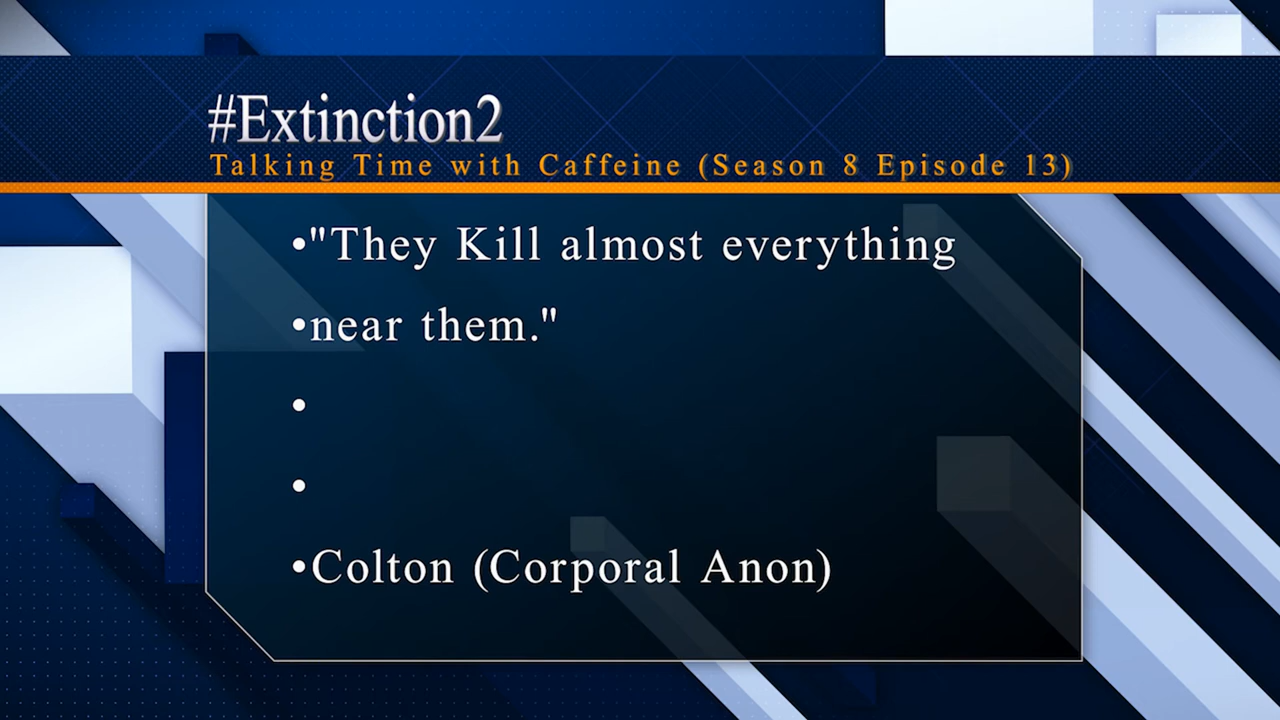 #Extinction2
Talking Time with Caffeine (Season 8 Episode 13)
•"They Kill almost everything
•near them."
•
•
•Colton (Corporal Anon)